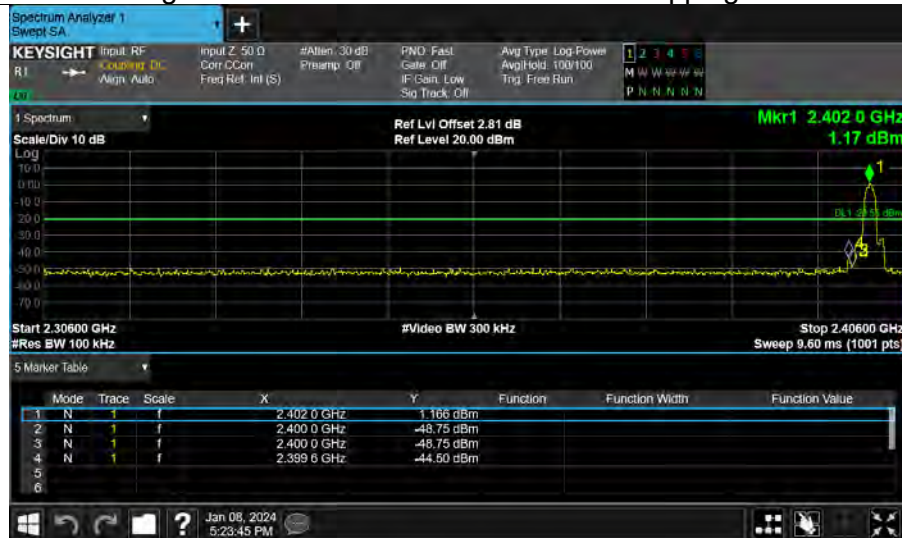 Spectrum Analyzer 1
Swept SA
+
KEYSIGHT Input: RF Input Z: 50 Ω #Atten: 30 dB PNO: Fast Avg Type: Log-Power 1 2 3 4 5 6
R1 Coupling: DC Corr CCorr Preamp: Off Gate: Off Avg|Hold: 100/100 M W W W W W
Align: Auto Freq Ref: Int (S) IF Gain: Low Trig: Free Run P N N N N N
Sig Track: Off
1 Spectrum
Ref Lvl Offset 2.81 dB Mkr1 2.402 0 GHz
Scale/Div 10 dB Ref Level 20.00 dBm 1.17 dBm
Log
10.0
0.00
-10.0
-20.0
-30.0
-40.0
-50.0
-60.0
-70.0
1
4
3
Start 2.30600 GHz #Video BW 300 kHz Stop 2.40600 GHz
#Res BW 100 kHz Sweep 9.60 ms (1001 pts)
5 Marker Table
Mode Trace Scale X Y Function Function Width Function Value
1 N 1 f 2.402 0 GHz 1.166 dBm
2 N 1 f 2.400 0 GHz -48.75 dBm
3 N 1 f 2.400 0 GHz -48.75 dBm
4 N 1 f 2.399 6 GHz -44.50 dBm
5
6
? Jan 08, 2024
5:23:45 PM